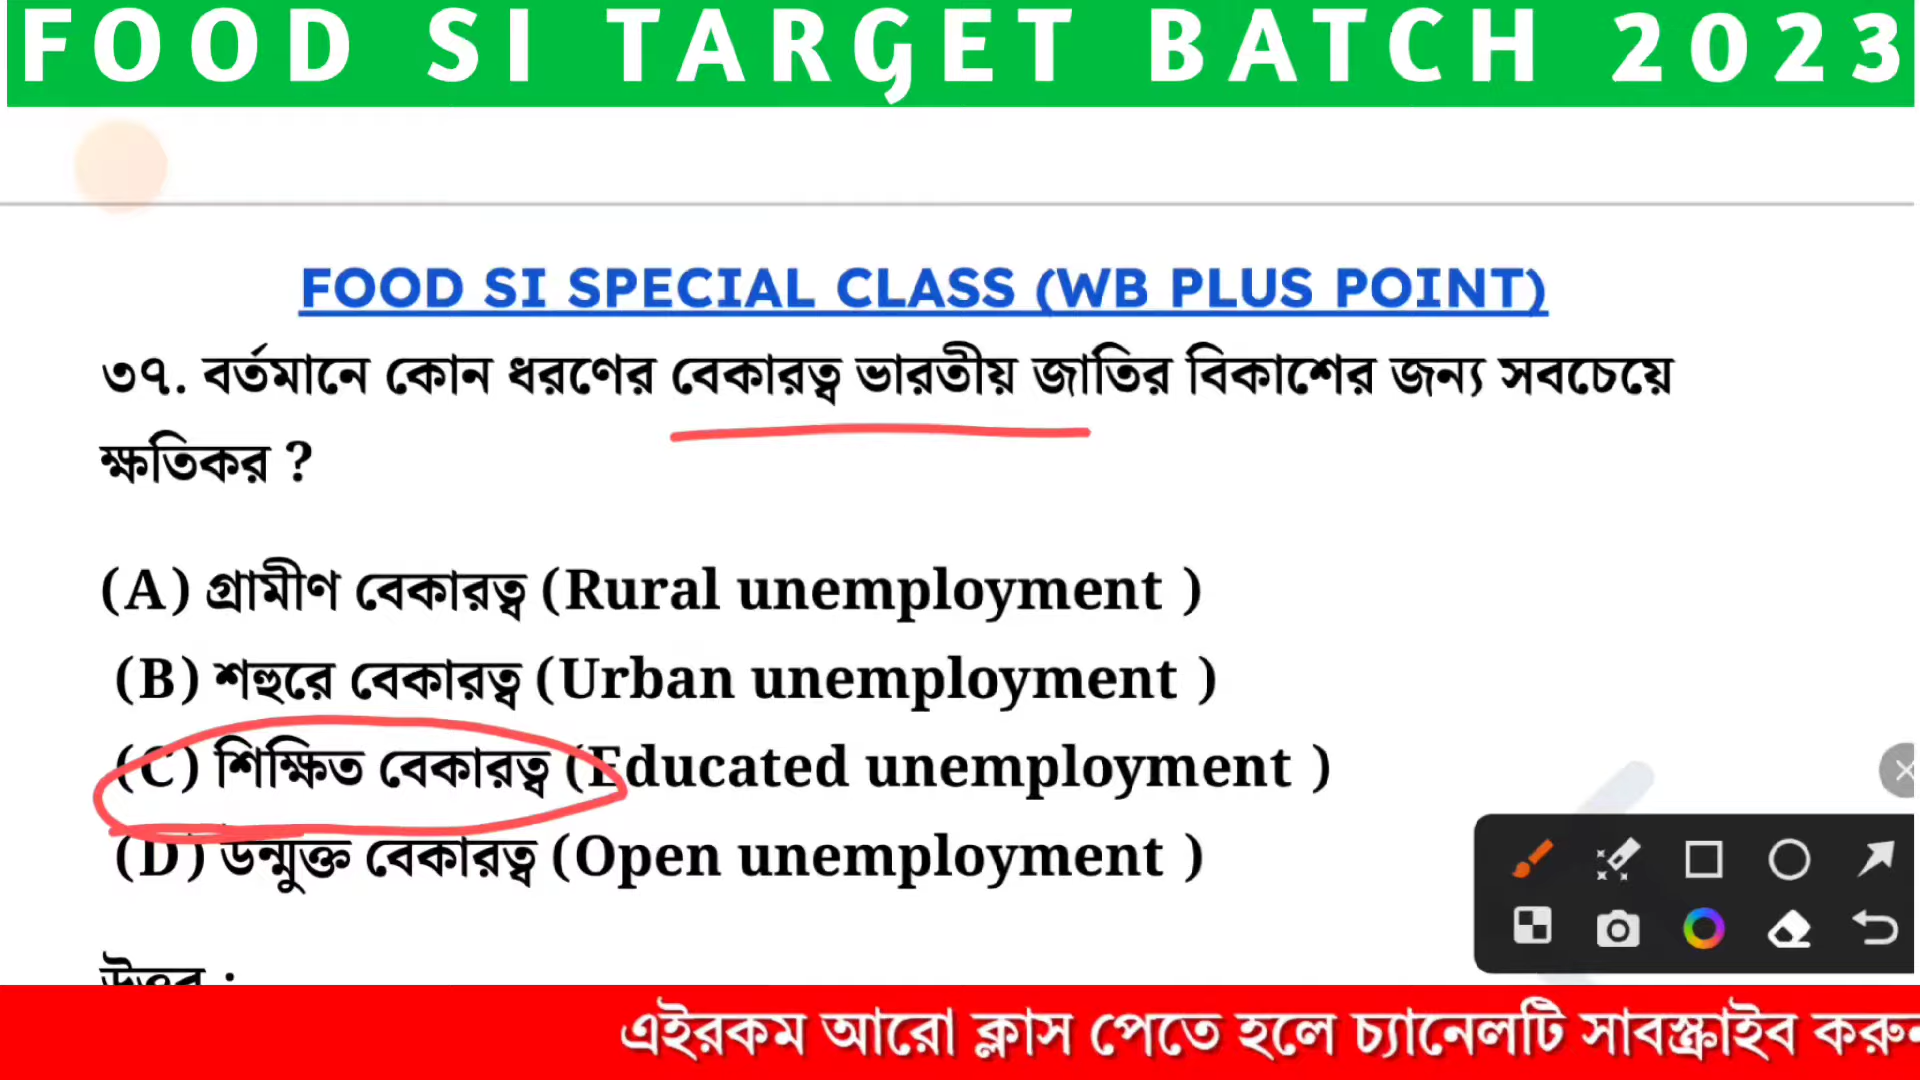 FOOD SI TARGET BATCH 2023
FOOD SI SPECIAL CLASS (WB PLUS POINT)
৩৭. বর্তমানে কোন ধরণের বেকারত্ব ভারতীয় জাতির বিকাশের জন্য সবচেয়ে
ক্ষতিকর ?
(A) গ্রামীণ বেকারত্ব (Rural unemployment )
(B) শহুরে বেকারত্ব (Urban unemployment )
(C) শিক্ষিত বেকারত্ব (Educated unemployment )
(D) উন্মুক্ত বেকারত্ব (Open unemployment )
উত্তর :
এইরকম আরো ক্লাস পেতে হলে চ্যানেলটি সাবস্ক্রাইব করুন